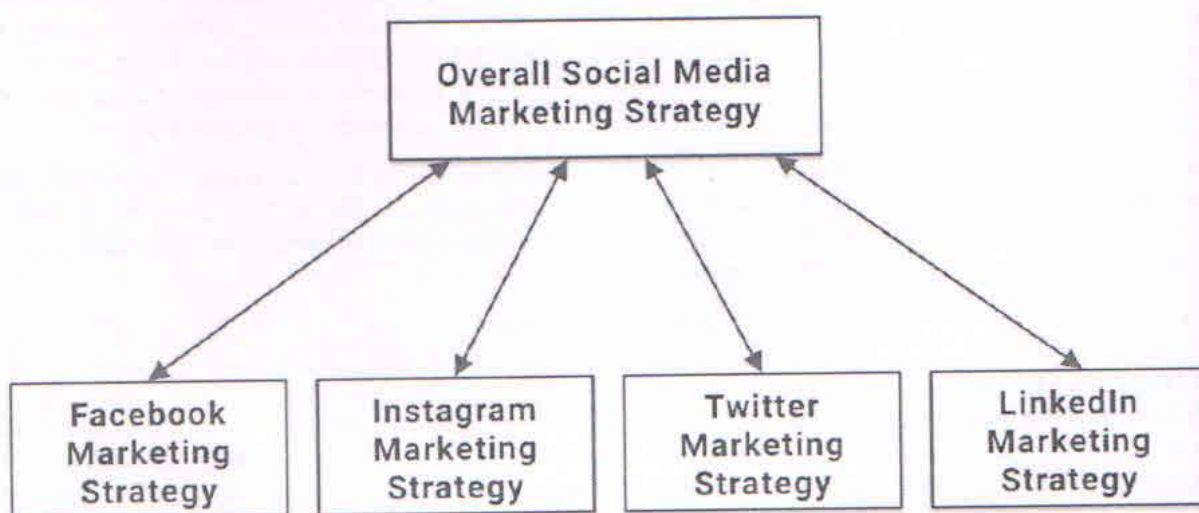 Overall Social Media
Marketing Strategy
Facebook
Marketing
Strategy
Instagram
Marketing
Strategy
Twitter
Marketing
Strategy
LinkedIn
Marketing
Strategy